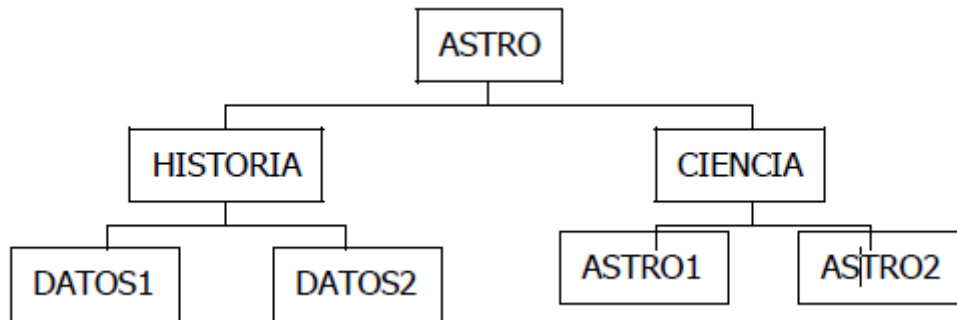 ASTRO
HISTORIA
CIENCIA
DATOS1
DATOS2
ASTRO1
ASTRO2